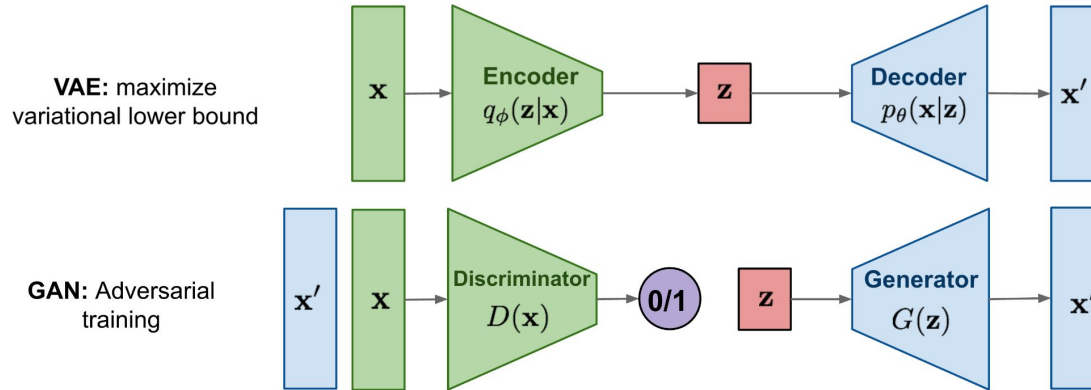 VAE: maximize
variational lower bound
x
Encoder
qϕ(z|x)
z
Decoder
pθ(x|z)
x′
GAN: Adversarial
training
x′
x
Discriminator
D(x)
0/1
z
Generator
G(z)
x′